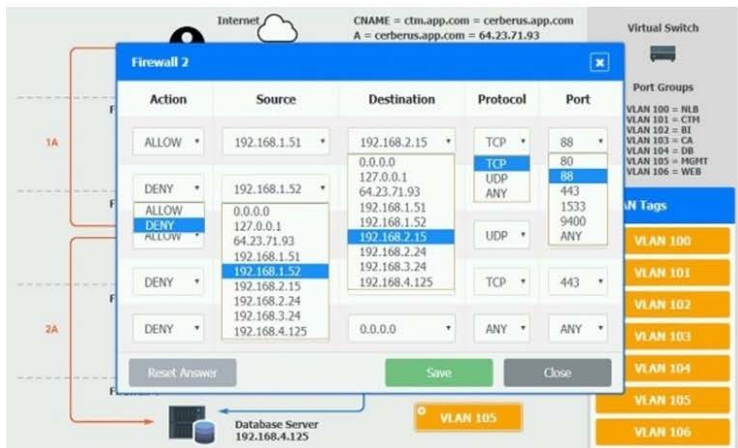 Internet
CNAME = ctm.app.com = cerberus.app.com
A = cerberus.app.com = 64.23.71.93
Virtual Switch
Port Groups
VLAN 100 = NLB
VLAN 101 = CTM
VLAN 102 = BI
VLAN 103 = CA
VLAN 104 = DB
VLAN 105 = MGMT
VLAN 106 = WEB
Firewall 2
Action Source Destination Protocol Port
ALLOW 192.168.1.51 192.168.2.15 TCP 88
0.0.0.0
127.0.0.1
64.23.71.93
192.168.1.51
192.168.1.52
192.168.2.15
192.168.2.24
192.168.3.24
192.168.4.125
TCP
UDP
ANY
80
88
443
1533
9400
ANY
DENY 192.168.1.52
ALLOW
DENY
0.0.0.0
127.0.0.1
64.23.71.93
192.168.1.51
192.168.1.52
192.168.2.15
192.168.2.24
192.168.3.24
192.168.4.125
ALLOW
UDP
DENY TCP 443
DENY 0.0.0.0 ANY ANY
Reset Answer Save Close
1A
2A
Tags
VLAN 100
VLAN 101
VLAN 102
VLAN 103
VLAN 104
VLAN 105
VLAN 106
Database Server
192.168.4.125
VLAN 105